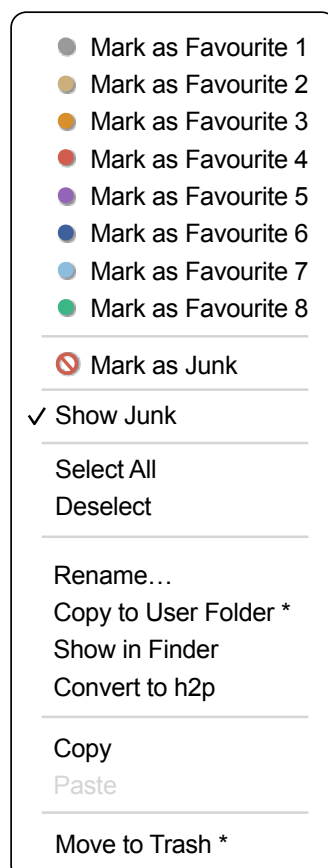 Mark as Favourite 1
Mark as Favourite 2
Mark as Favourite 3
Mark as Favourite 4
Mark as Favourite 5
Mark as Favourite 6
Mark as Favourite 7
Mark as Favourite 8
Mark as Junk
✓ Show Junk
Select All
Deselect
Rename…
Copy to User Folder *
Show in Finder
Convert to h2p
Copy
Paste
Move to Trash *